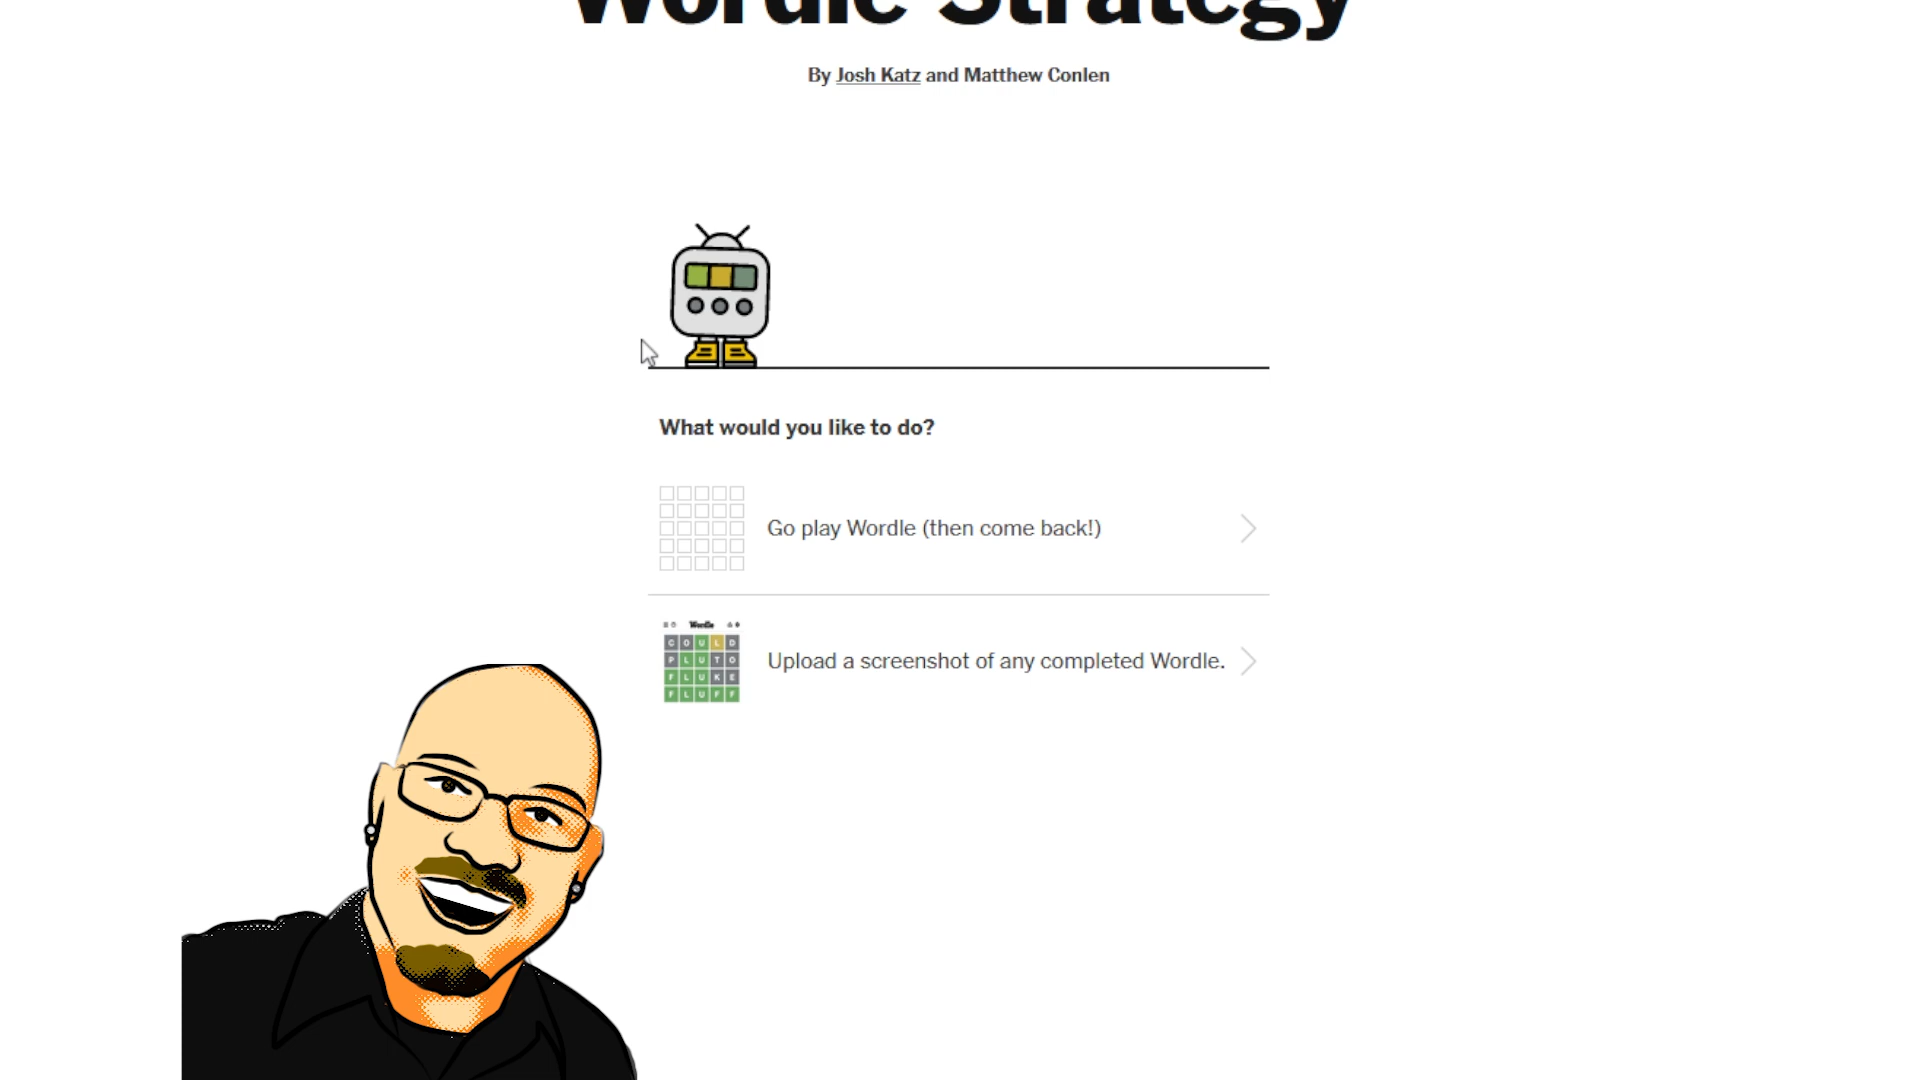 Wordle Strategy
By Josh Katz and Matthew Conlen
What would you like to do?
Go play Wordle (then come back!)
Wordle
C O U L D
P L U T O
F L U K E
F L U F F
Upload a screenshot of any completed Wordle.